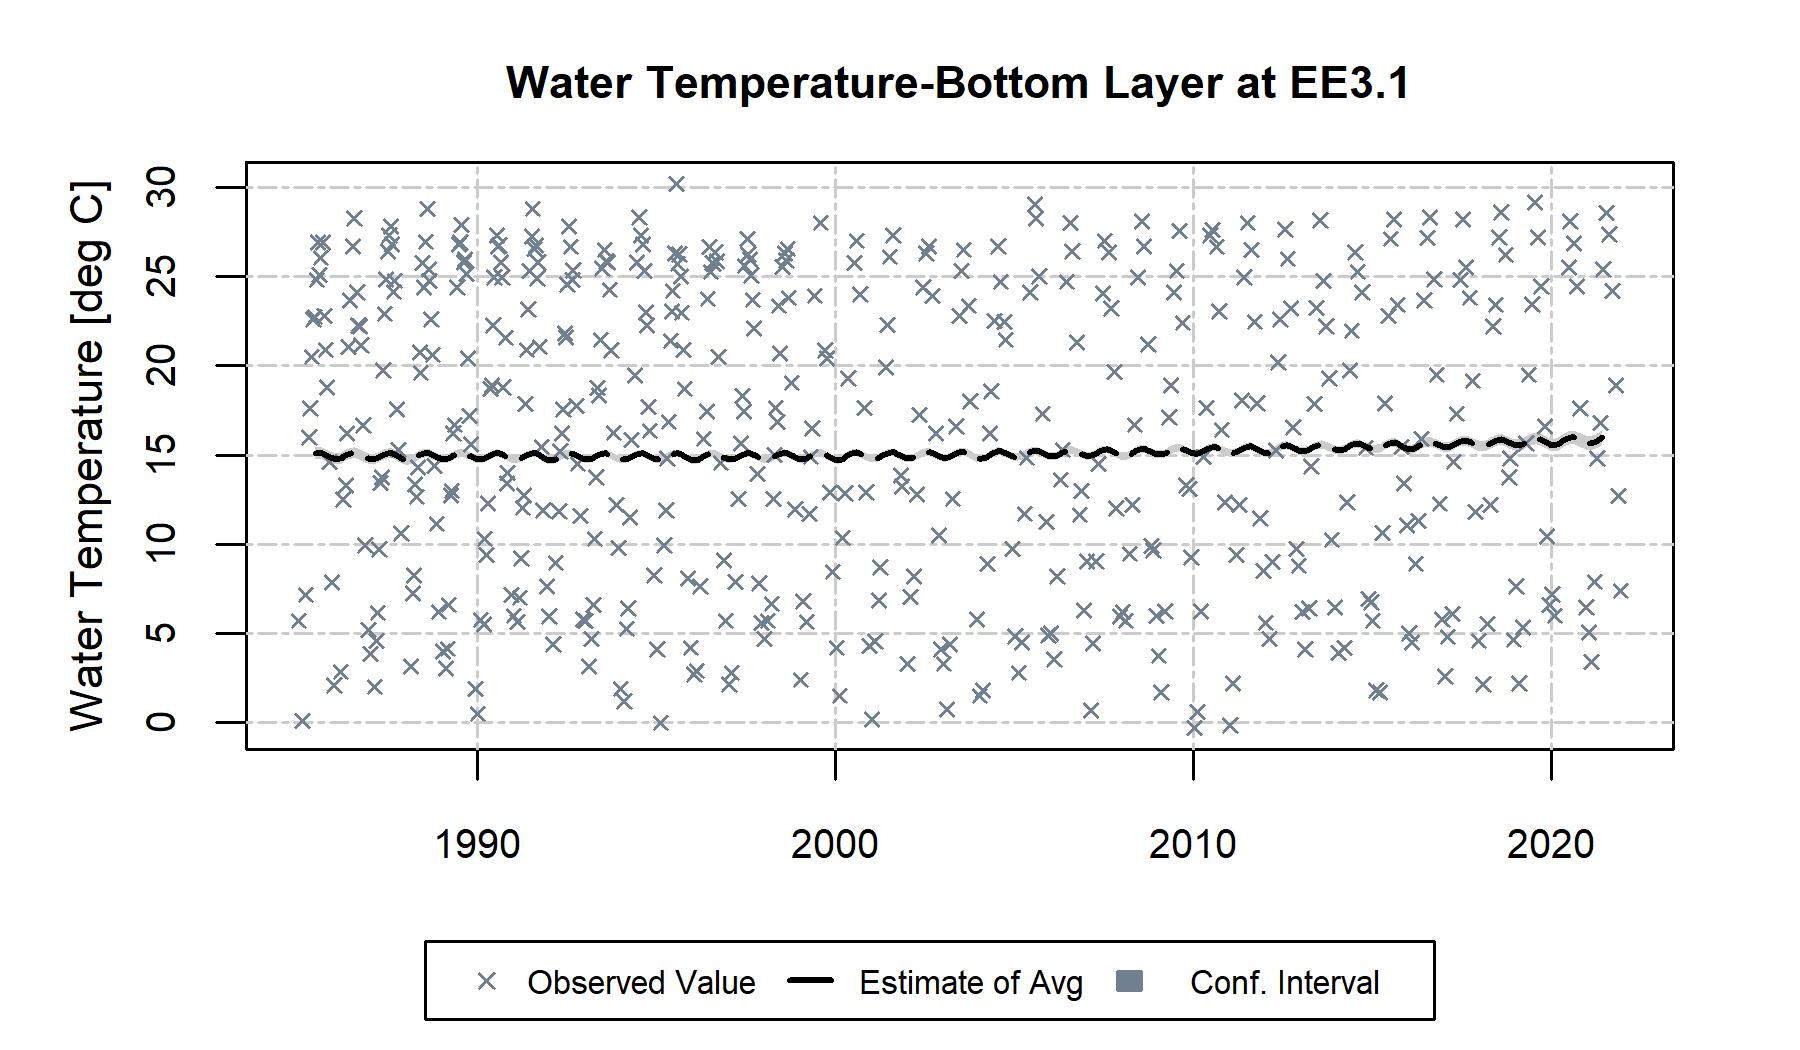 Water Temperature-Bottom Layer at EE3.1
Water Temperature [deg C]
30
25
20
15
10
5
0
1990 2000 2010 2020
Observed Value Estimate of Avg Conf. Interval